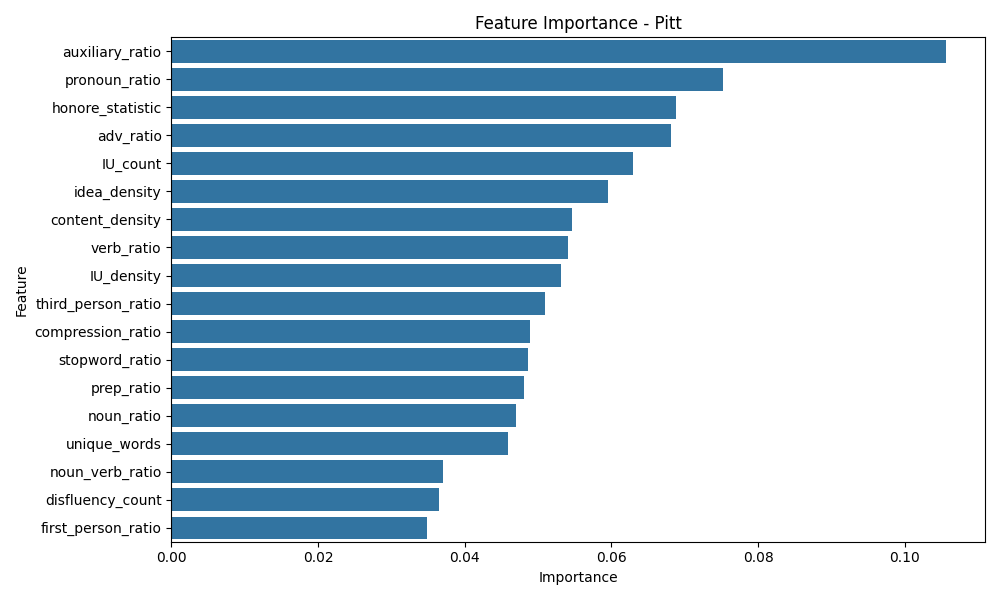 Feature Importance - Pitt
Feature
auxiliary_ratio
pronoun_ratio
honore_statistic
adv_ratio
IU_count
idea_density
content_density
verb_ratio
IU_density
third_person_ratio
compression_ratio
stopword_ratio
prep_ratio
noun_ratio
unique_words
noun_verb_ratio
disfluency_count
first_person_ratio
0.00 0.02 0.04 0.06 0.08 0.10
Importance